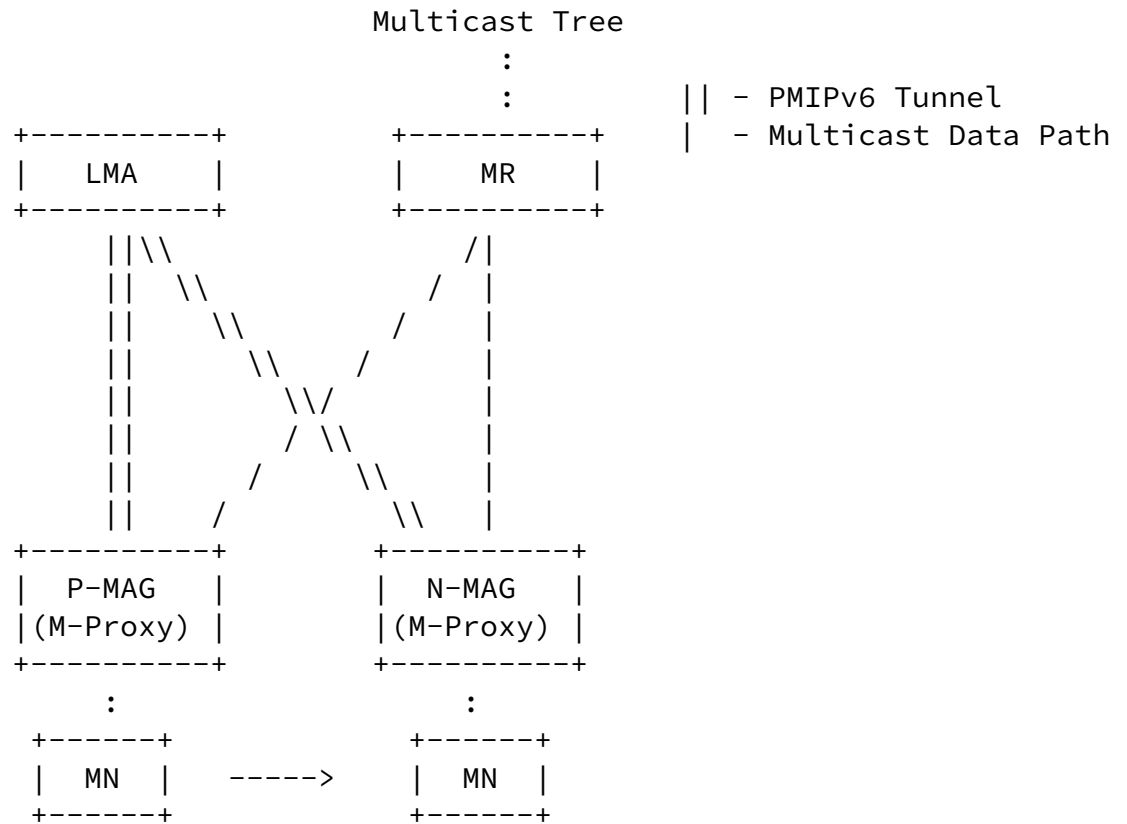 Multicast Tree
:
: || - PMIPv6 Tunnel
+----------+ +----------+ | - Multicast Data Path
| LMA | | MR |
+----------+ +----------+
||\\ /|
|| \\ / |
|| \\ / |
|| \\ / |
|| \\/ |
|| / \\ |
|| / \\ |
|| / \\ |
+----------+ +----------+
| P-MAG | | N-MAG |
|(M-Proxy) | |(M-Proxy) |
+----------+ +----------+
: :
+------+ +------+
| MN | -----> | MN |
+------+ +------+